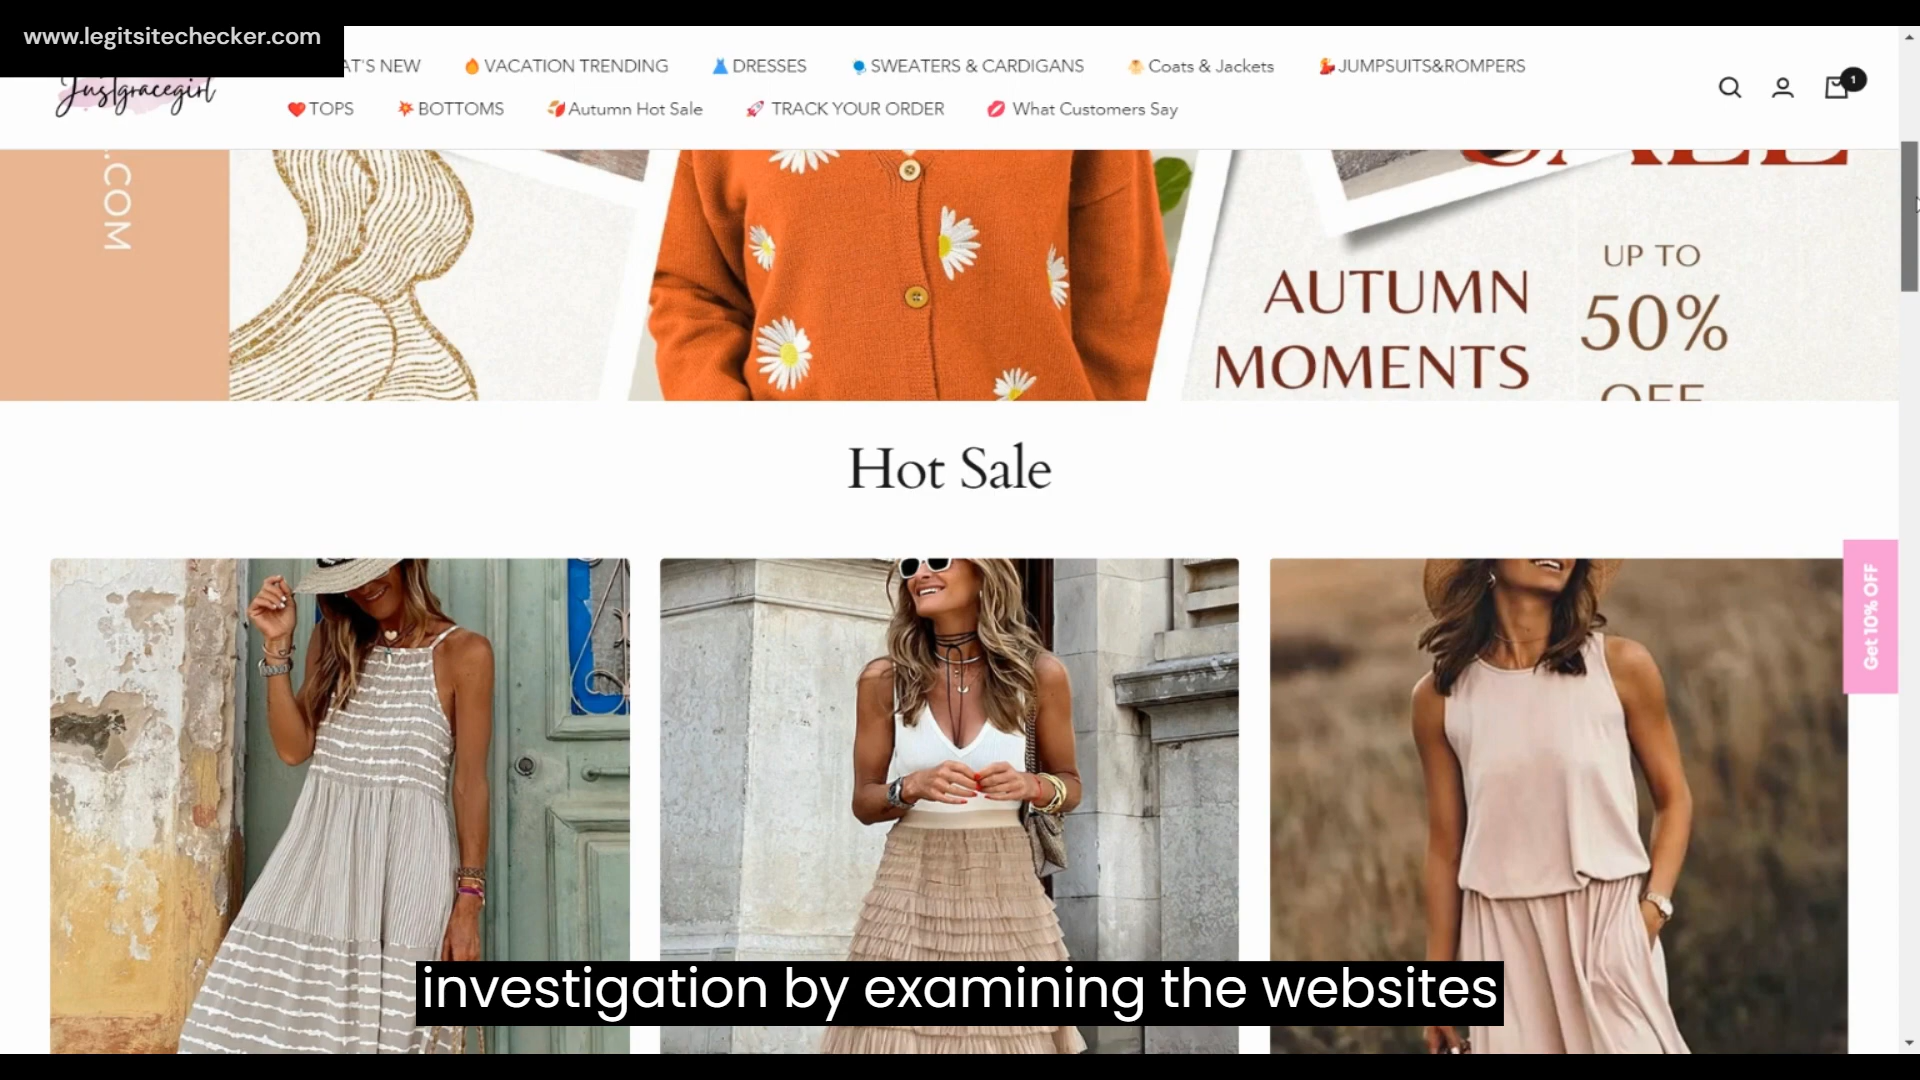 www.legitsitechecker.com
AT'S NEW
VACATION TRENDING
DRESSES
SWEATERS & CARDIGANS
Coats & Jackets
JUMPSUITS&ROMPERS
Justgracegirl
TOPS
BOTTOMS
Autumn Hot Sale
TRACK YOUR ORDER
What Customers Say
1
.COM
SALE
AUTUMN
MOMENTS
UP TO
50%
OFF
Hot Sale
Get 10% OFF
investigation by examining the websites